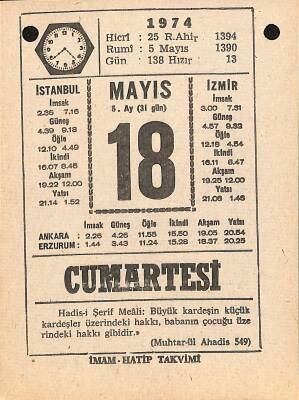 1974
Hicrî : 25 R.Ahir 1394
Rumî : 5 Mayıs 1390
Gün : 138 Hızır 13
İSTANBUL
İmsak
2.35 7.16
Güneş
4.39 9.18
Öğle
12.10 4.49
İkindi
16.07 8.46
Akşam
19.22 12.00
Yatsı
21.14 1.52
MAYIS
5. Ay (31 gün)
18
İZMİR
İmsak
3.00 7.31
Güneş
4.57 9.32
Öğle
12.18 4.54
İkindi
16.11 8.47
Akşam
19.25 12.00
Yatsı
21.08 1.45
İmsak Güneş Öğle İkindi Akşam Yatsı
ANKARA : 2.26 4.26 11.55 15.50 19.05 20.54
ERZURUM : 1.44 3.43 11.24 15.28 18.37 20.25
CUMARTESİ
Hadis-i Şerif Meâli: Büyük kardeşin küçük
kardeşler üzerindeki hakkı, babanın çocuğu üze
rindeki hakkı gibidir.»
(Muhtar-ül Ahadis 549)
İMAM - HATİP TAKVİMİ